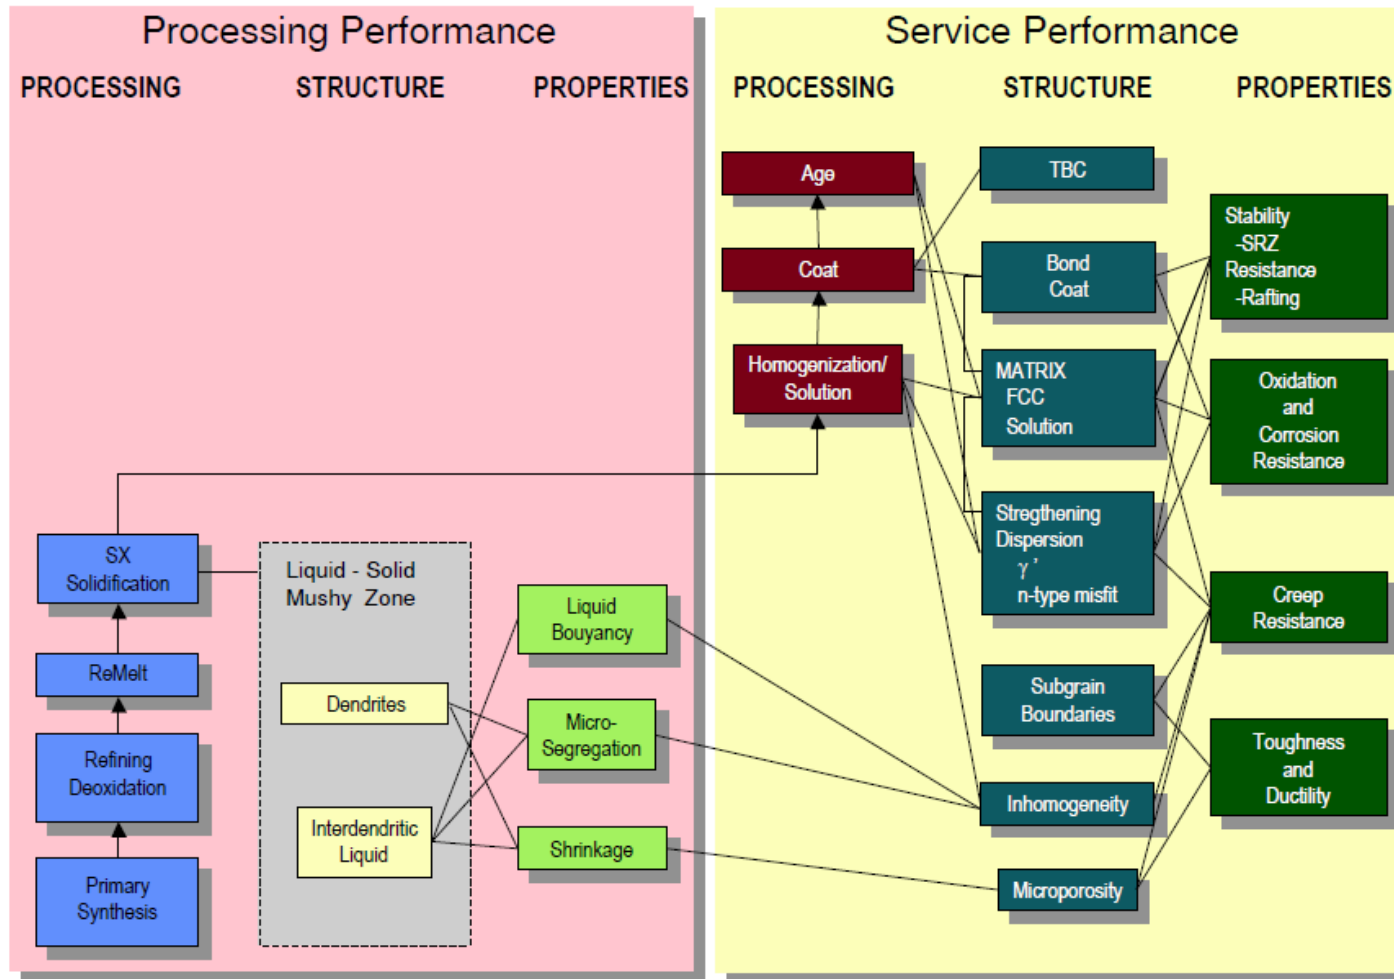 Processing Performance
PROCESSING
STRUCTURE
PROPERTIES
SX
Solidification
ReMelt
Refining
Deoxidation
Primary
Synthesis
Liquid - Solid
Mushy Zone
Dendrites
Interdendritic
Liquid
Liquid
Bouyancy
Micro-
Segregation
Shrinkage
Service Performance
PROCESSING
STRUCTURE
PROPERTIES
Age
Coat
Homogenization/
Solution
TBC
Bond
Coat
MATRIX
FCC
Solution
Stregthening
Dispersion
γ '
n-type misfit
Subgrain
Boundaries
Inhomogeneity
Microporosity
Stability
-SRZ
Resistance
-Rafting
Oxidation
and
Corrosion
Resistance
Creep
Resistance
Toughness
and
Ductility